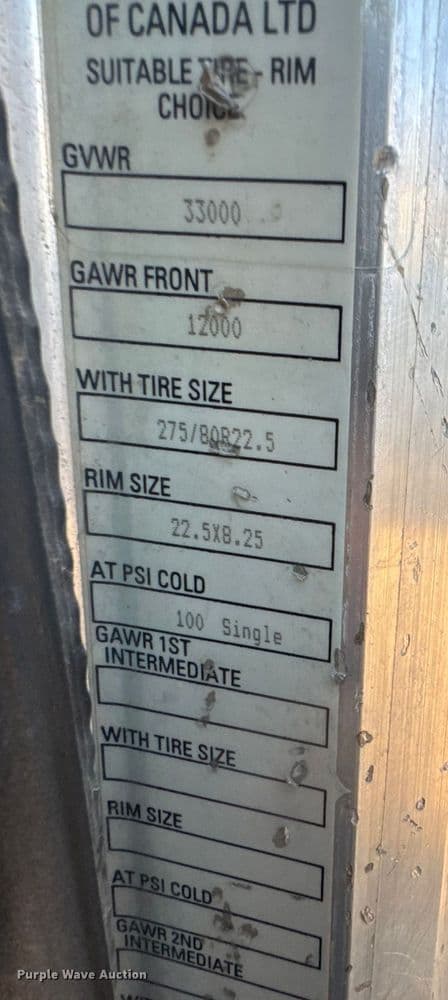 OF CANADA LTD
SUITABLE TIRE - RIM
CHOICE
GVWR
33000
GAWR FRONT
12000
WITH TIRE SIZE
275/80R22.5
RIM SIZE
22.5X8.25
AT PSI COLD
100 Single
GAWR 1ST
INTERMEDIATE
WITH TIRE SIZE
RIM SIZE
AT PSI COLD
GAWR 2ND
INTERMEDIATE
Purple Wave Auction